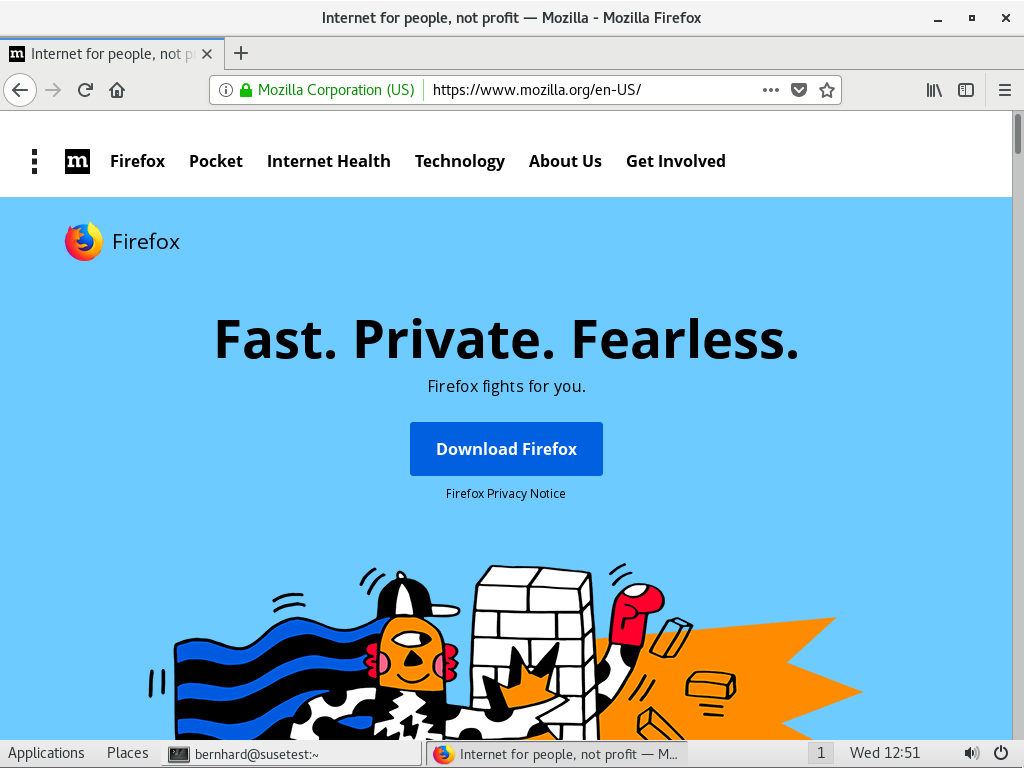 Internet for people, not profit — Mozilla - Mozilla Firefox
Internet for people, not p
Mozilla Corporation (US) https://www.mozilla.org/en-US/
m Firefox Pocket Internet Health Technology About Us Get Involved
Firefox
Fast. Private. Fearless.
Firefox fights for you.
Download Firefox
Firefox Privacy Notice
Applications Places bernhard@susetest:~ Internet for people, not profit — M... 1 Wed 12:51